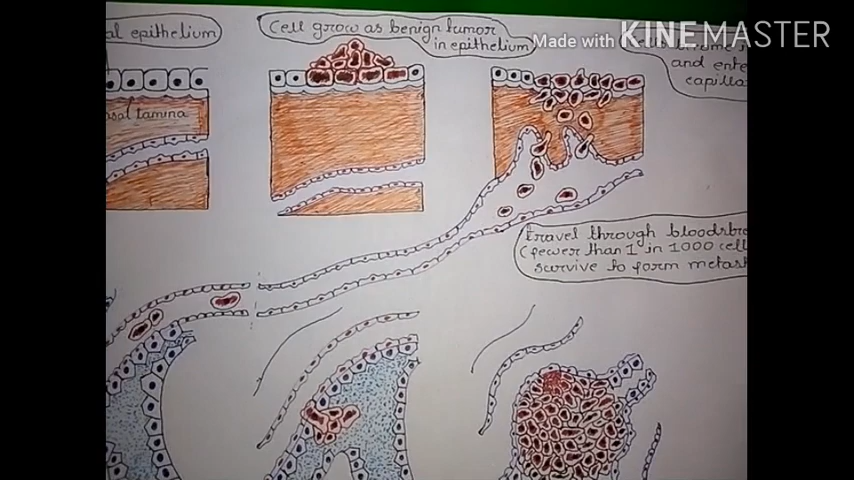 al epithelium
Cell grow as benign tumor
in epithelium
Made with KINEMASTER
and ente
capilla
asal lamina
travel through bloodstre
(fewer than 1 in 1000 cell
survive to form metast